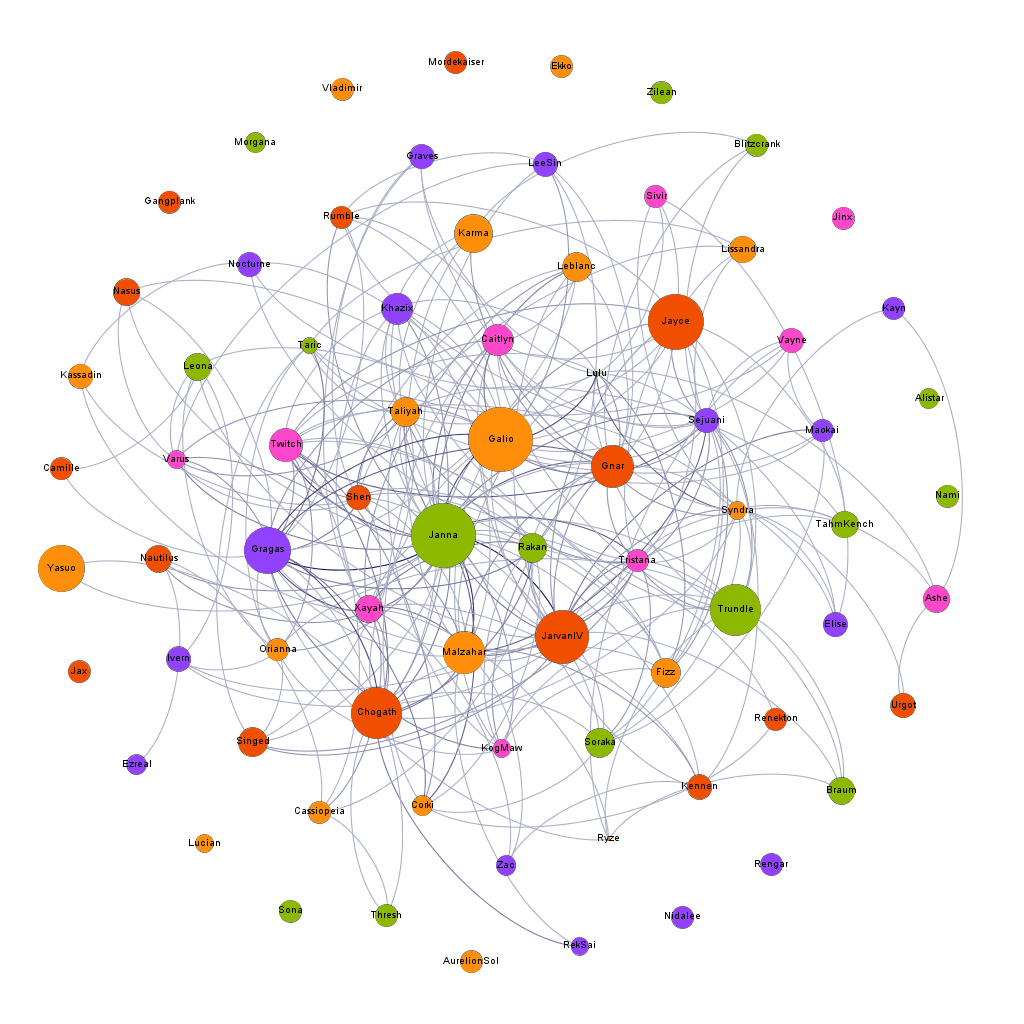 Mordekaiser
Ekko
Vladimir
Zilean
Morgana
Blitzcrank
Graves
LeeSin
Sivir
Gangplank
Rumble
Jinx
Karma
Lissandra
Nocturne
Leblanc
Nasus
Khazix
Kayn
Jayce
Caitlyn
Vayne
Taric
Leona
Lulu
Kassadin
Alistar
Taliyah
Sejuani
Maokai
Galio
Twitch
Varus
Gnar
Camille
Nami
Shen
Syndra
TahmKench
Janna
Rakan
Gragas
Nautilus
Tristana
Yasuo
Ashe
Xayah
Trundle
Elise
JarvanIV
Orianna
Malzahar
Ivern
Jax
Fizz
Urgot
Chogath
Renekton
Singed
KogMaw
Soraka
Ezreal
Kennen
Braum
Corki
Cassiopeia
Ryze
Lucian
Zac
Rengar
Sona
Thresh
Nidalee
RekSai
AurelionSol